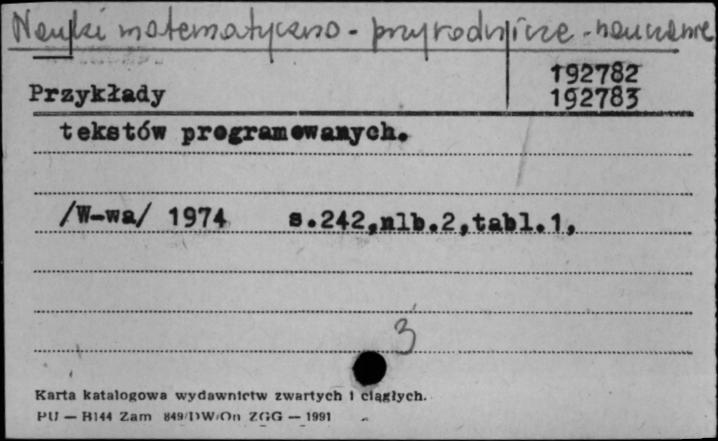 Nauki matematyczno - przyrodnicze - nauczanie
192782
Przykłady 192783
tekstów programowanych.
/W-wa/ 1974 s.242,nlb.2,tabl.1,
3
Karta katalogowa wydawnictw zwartych i ciągłych.
PU — B144 Zam 849/DW/On ZGG — 1991